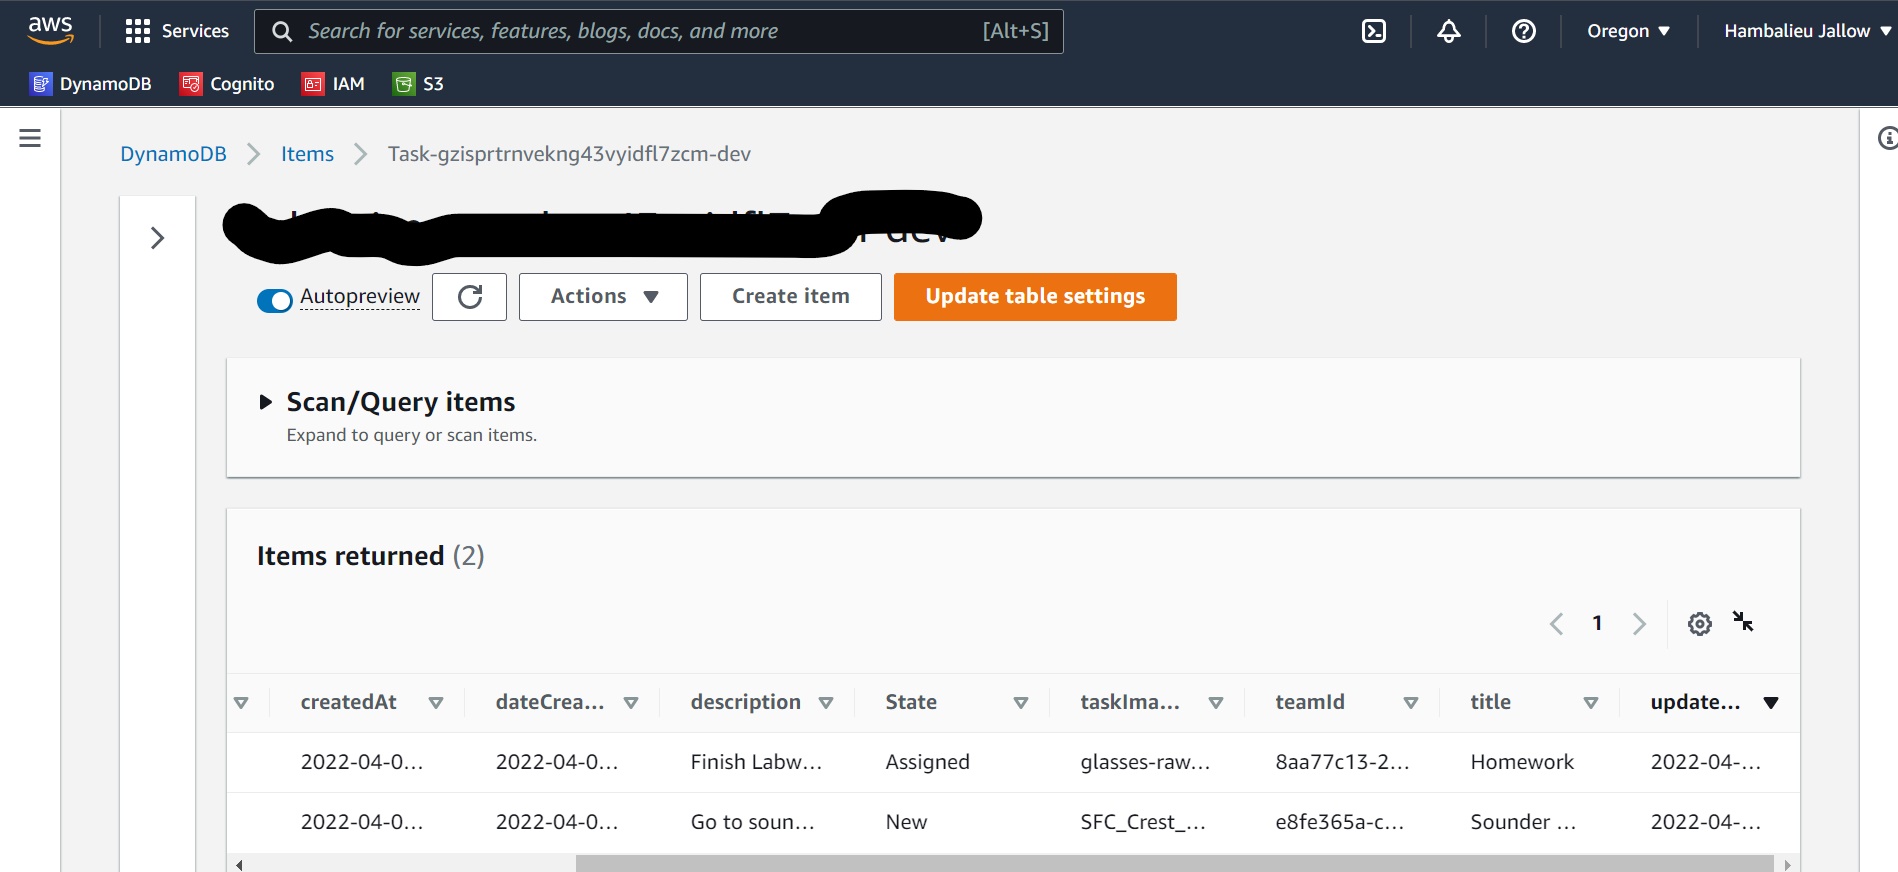 aws Services Search for services, features, blogs, docs, and more [Alt+S] Oregon Hambalieu Jallow
DynamoDB Cognito IAM S3
DynamoDB Items Task-gzisprtrnvekng43vyidfl7zcm-dev
Autopreview Actions Create item Update table settings
Scan/Query items
Expand to query or scan items.
Items returned (2)
1
createdAt dateCrea... description State taskIma... teamId title update...
2022-04-0... 2022-04-0... Finish Labw... Assigned glasses-raw... 8aa77c13-2... Homework 2022-04-...
2022-04-0... 2022-04-0... Go to soun... New SFC_Crest_... e8fe365a-c... Sounder ... 2022-04-...